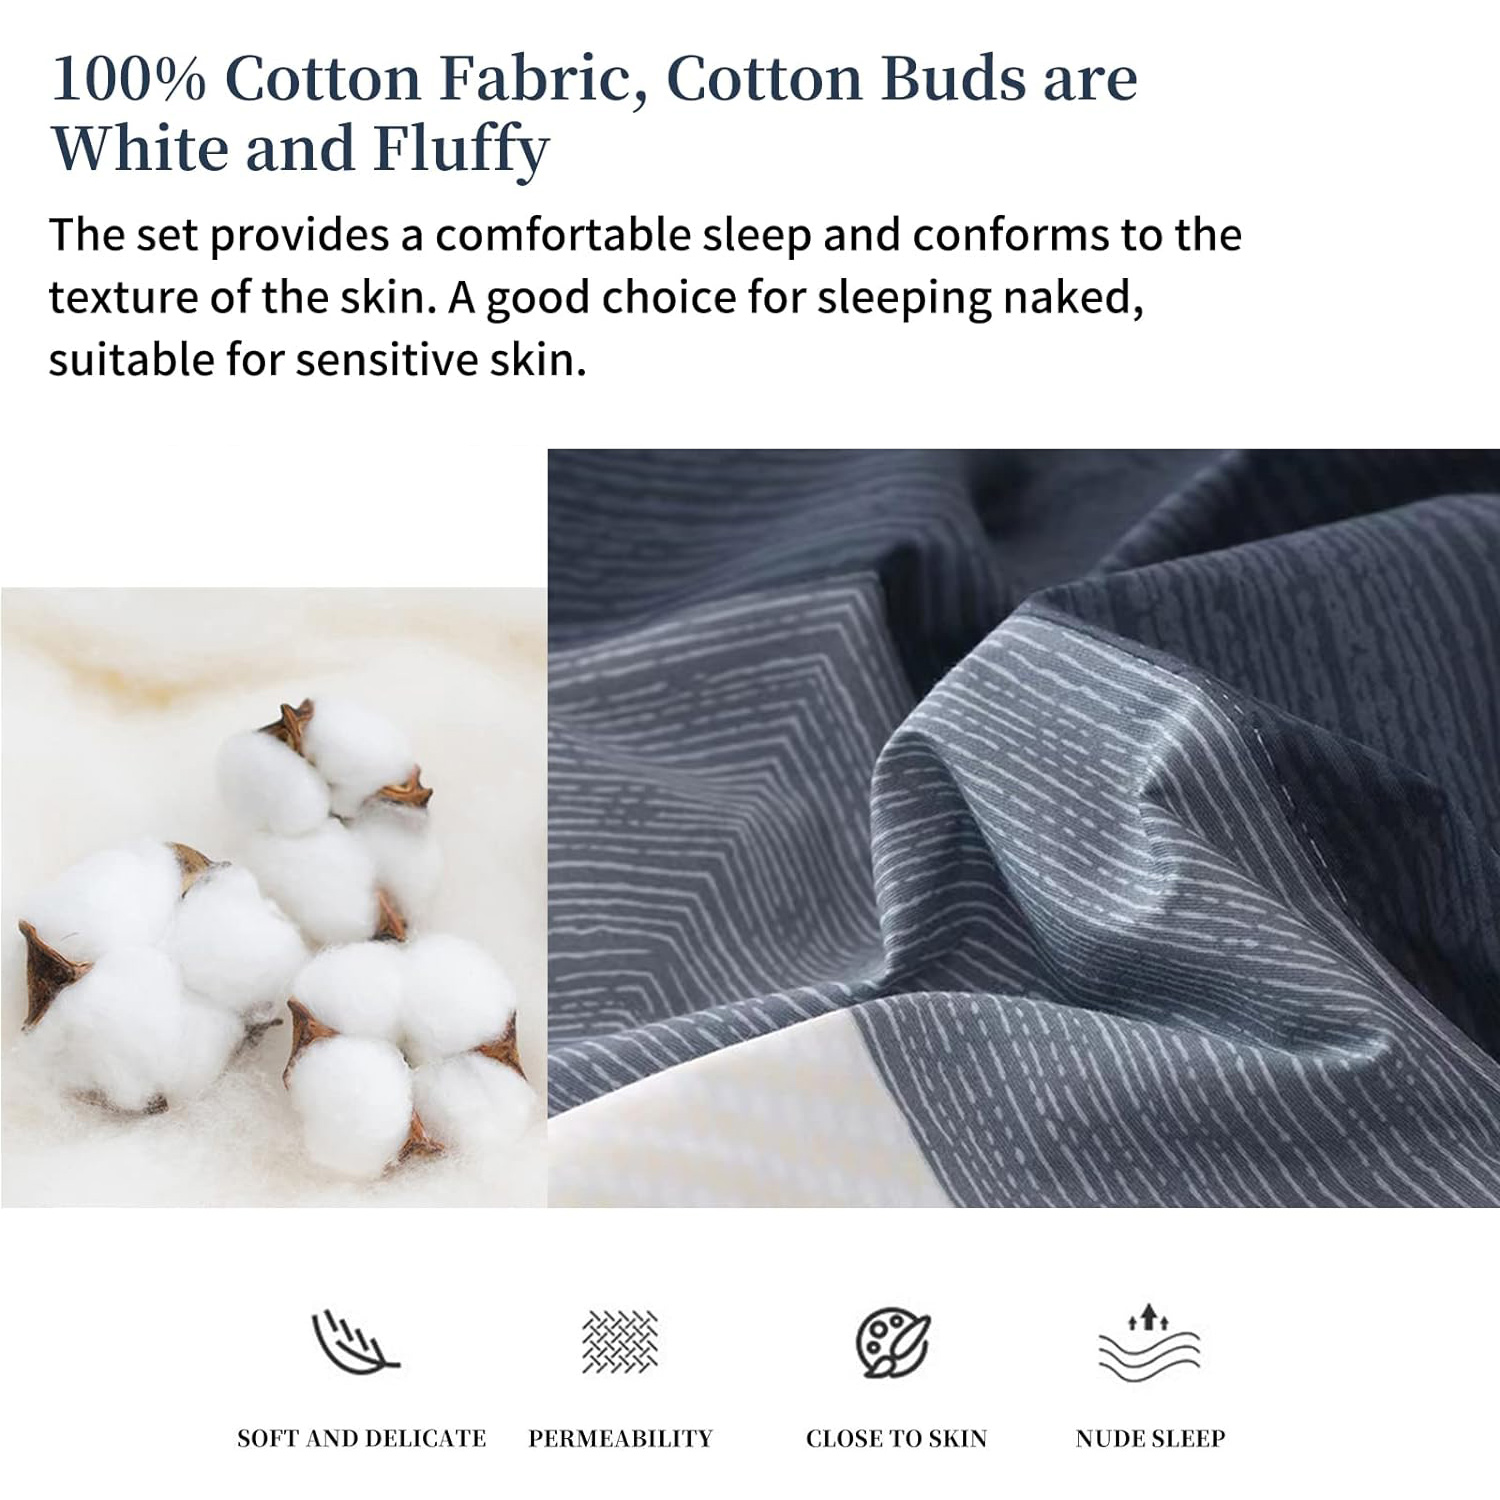 100% Cotton Fabric, Cotton Buds are
White and Fluffy
The set provides a comfortable sleep and conforms to the
texture of the skin. A good choice for sleeping naked,
suitable for sensitive skin.
SOFT AND DELICATE
PERMEABILITY
CLOSE TO SKIN
NUDE SLEEP